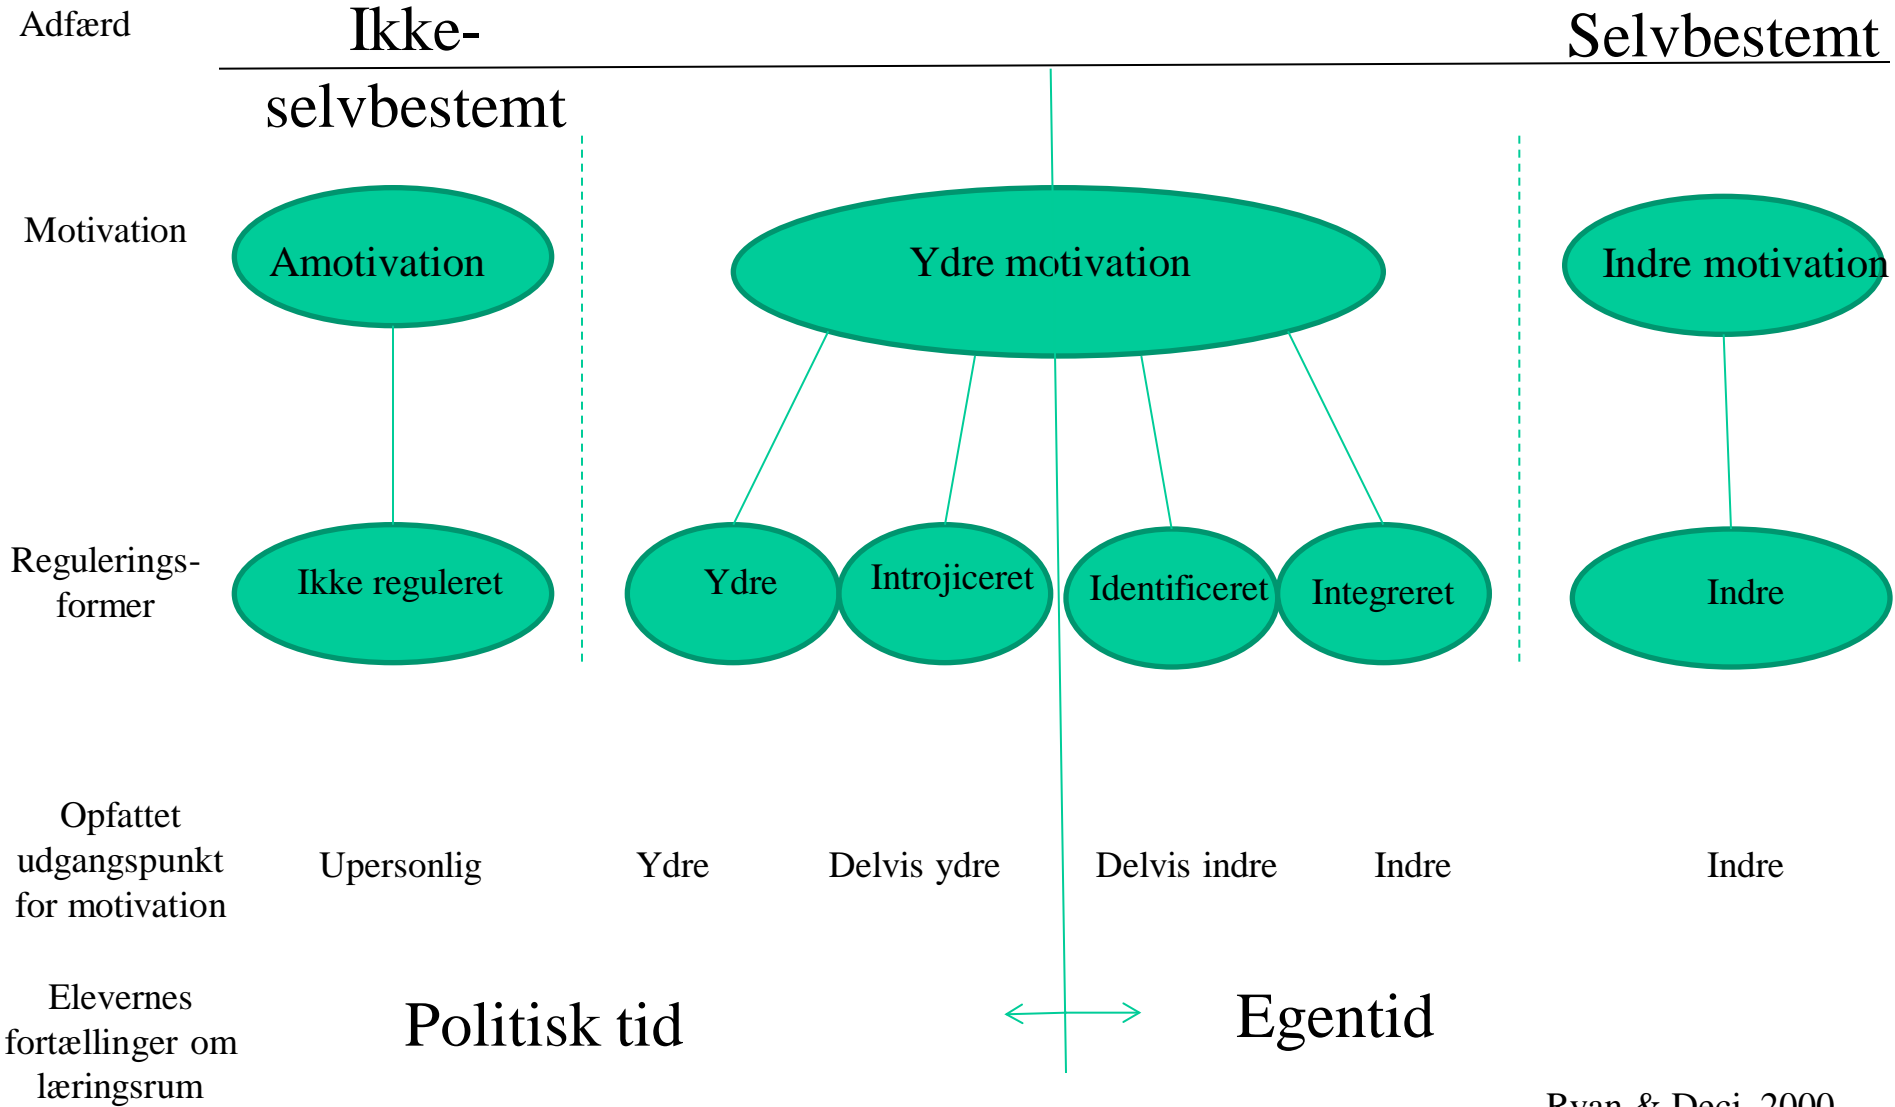 Adfærd
Ikke-
selvbestemt
Selvbestemt
Motivation
Amotivation
Ydre motivation
Indre motivation
Regulerings-
former
Ikke reguleret
Ydre
Introjiceret
Identificeret
Integreret
Indre
Opfattet
udgangspunkt
for motivation
Upersonlig
Ydre
Delvis ydre
Delvis indre
Indre
Indre
Elevernes
fortællinger om
læringsrum
Politisk tid
Egentid
Ryan & Deci, 2000